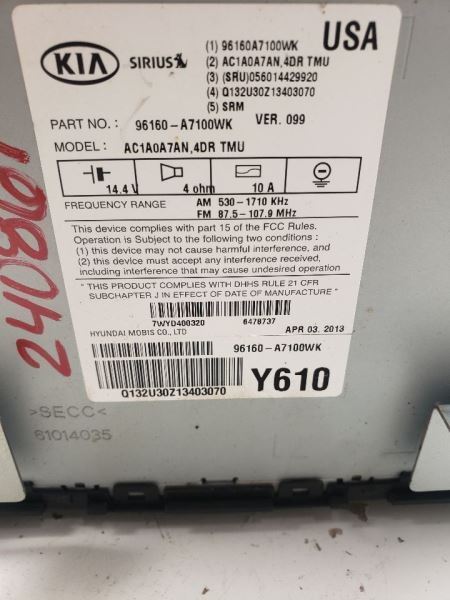 KIA SIRIUS (1) 96160A7100WK USA
(2) AC1A0A7AN,4DR TMU
(3) (SRU)056014429920
(4) Q132U30Z13403070
(5) SRM
PART NO. : 96160-A7100WK VER. 099
MODEL : AC1A0A7AN,4DR TMU
14.4V 4 ohm 10 A
FREQUENCY RANGE AM 530-1710 KHz
FM 87.5-107.9 MHz
This device complies with part 15 of the FCC Rules.
Operation is Subject to the following two conditions :
(1) this device may not cause harmful interference, and
(2) this device must accept any interference received,
including interference that may cause undesired operation
" THIS PRODUCT COMPLIES WITH DHHS RULE 21 CFR
SUBCHAPTER J IN EFFECT OF DATE OF MANUFACTURE "
7WYD400320 6478737
HYUNDAI MOBIS CO., LTD APR 03. 2013
96160-A7100WK
Q132U30Z13403070 Y610
>SECC<
61014035